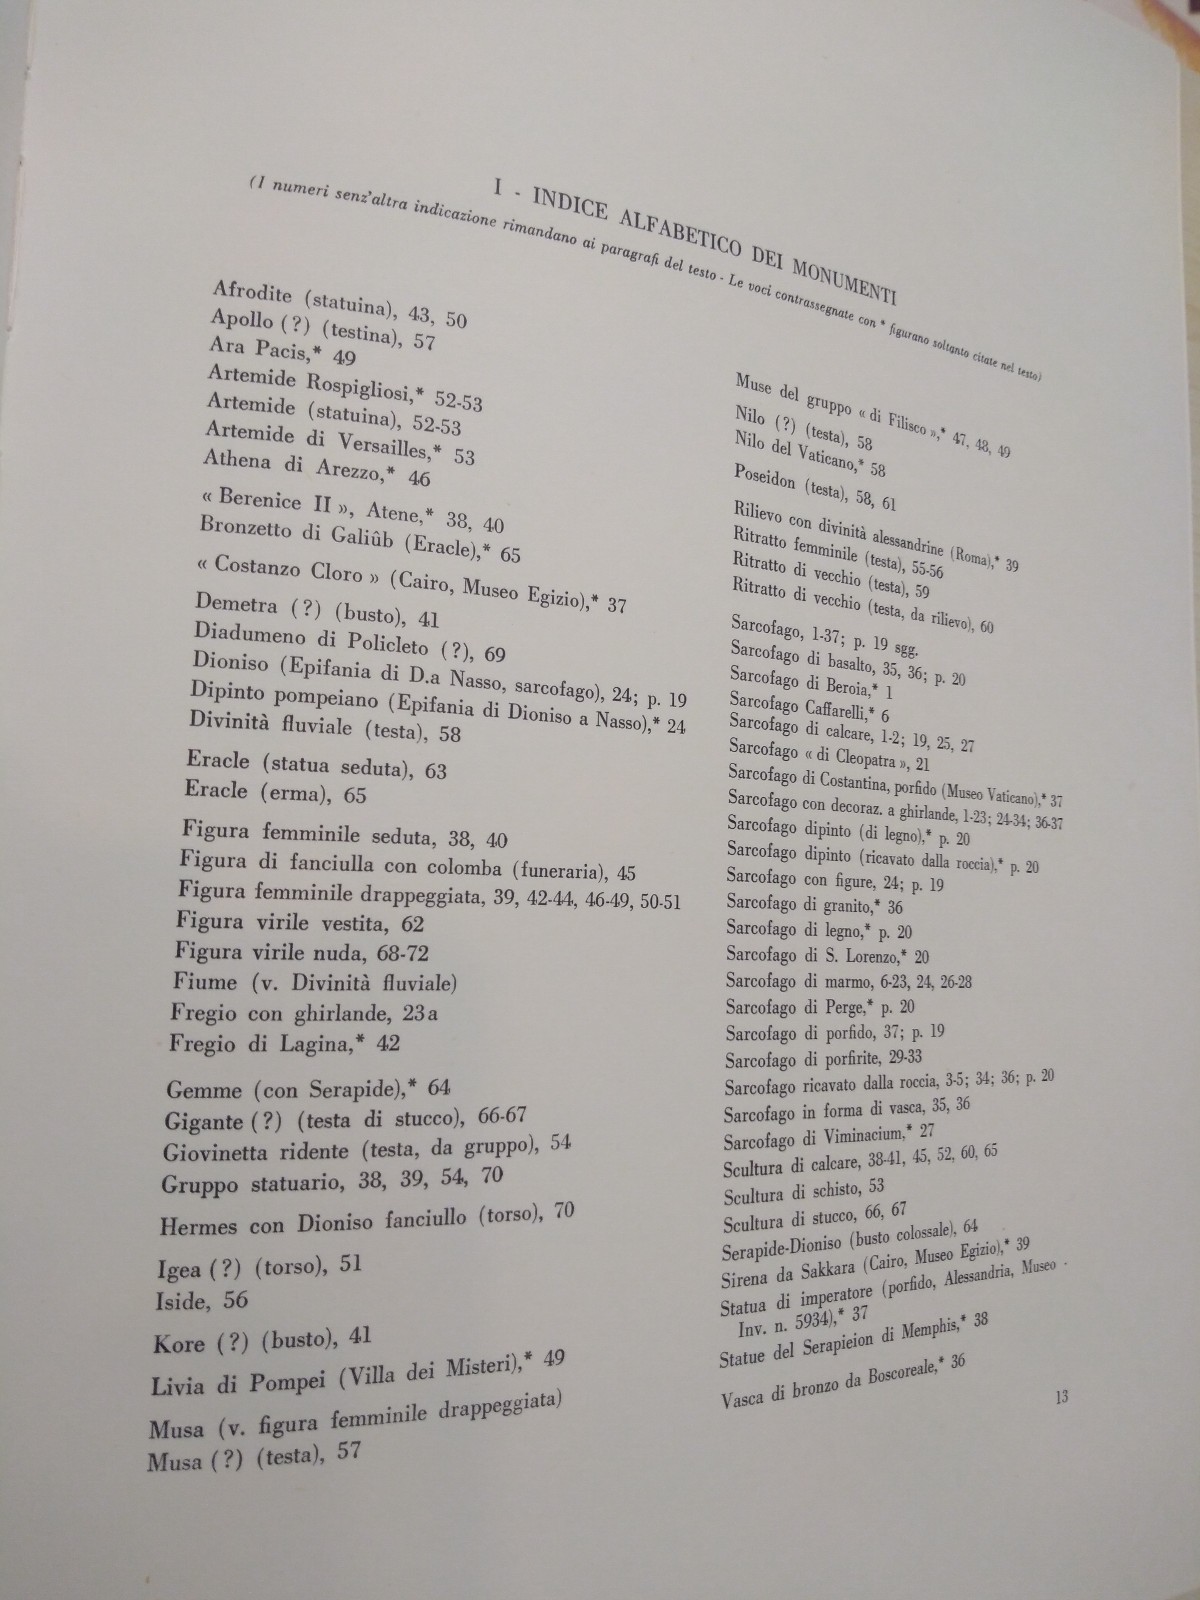 I - INDICE ALFABETICO DEI MONUMENTI
(I numeri senz'altra indicazione rimandano ai paragrafi del testo - Le voci contrassegnate con * figurano soltanto citate nel testo)
Afrodite (statuina), 43, 50
Apollo (?) (testina), 57
Ara Pacis,* 49
Artemide Rospigliosi,* 52-53
Artemide (statuina), 52-53
Artemide di Versailles,* 53
Athena di Arezzo,* 46
« Berenice II », Atene,* 38, 40
Bronzetto di Galiûb (Eracle),* 65
« Costanzo Cloro » (Cairo, Museo Egizio),* 37
Demetra (?) (busto), 41
Diadumeno di Policleto (?), 69
Dioniso (Epifania di D.a Nasso, sarcofago), 24; p. 19
Dipinto pompeiano (Epifania di Dioniso a Nasso),* 24
Divinità fluviale (testa), 58
Eracle (statua seduta), 63
Eracle (erma), 65
Figura femminile seduta, 38, 40
Figura di fanciulla con colomba (funeraria), 45
Figura femminile drappeggiata, 39, 42-44, 46-49, 50-51
Figura virile vestita, 62
Figura virile nuda, 68-72
Fiume (v. Divinità fluviale)
Fregio con ghirlande, 23a
Fregio di Lagina,* 42
Gemme (con Serapide),* 64
Gigante (?) (testa di stucco), 66-67
Giovinetta ridente (testa, da gruppo), 54
Gruppo statuario, 38, 39, 54, 70
Hermes con Dioniso fanciullo (torso), 70
Igea (?) (torso), 51
Iside, 56
Kore (?) (busto), 41
Livia di Pompei (Villa dei Misteri),* 49
Musa (v. figura femminile drappeggiata)
Musa (?) (testa), 57
Muse del gruppo « di Filisco »,* 47, 48, 49
Nilo (?) (testa), 58
Nilo del Vaticano,* 58
Poseidon (testa), 58, 61
Rilievo con divinità alessandrine (Roma),* 39
Ritratto femminile (testa), 55-56
Ritratto di vecchio (testa), 59
Ritratto di vecchio (testa, da rilievo), 60
Sarcofago, 1-37; p. 19 sgg.
Sarcofago di basalto, 35, 36; p. 20
Sarcofago di Beroia,* 1
Sarcofago Caffarelli,* 6
Sarcofago di calcare, 1-2; 19, 25, 27
Sarcofago « di Cleopatra », 21
Sarcofago di Costantina, porfido (Museo Vaticano),* 37
Sarcofago con decoraz. a ghirlande, 1-23; 24-34; 36-37
Sarcofago dipinto (di legno),* p. 20
Sarcofago dipinto (ricavato dalla roccia),* p. 20
Sarcofago con figure, 24; p. 19
Sarcofago di granito,* 36
Sarcofago di legno,* p. 20
Sarcofago di S. Lorenzo,* 20
Sarcofago di marmo, 6-23, 24, 26-28
Sarcofago di Perge,* p. 20
Sarcofago di porfido, 37; p. 19
Sarcofago di porfirite, 29-33
Sarcofago ricavato dalla roccia, 3-5; 34; 36; p. 20
Sarcofago in forma di vasca, 35, 36
Sarcofago di Viminacium,* 27
Scultura di calcare, 38-41, 45, 52, 60, 65
Scultura di schisto, 53
Scultura di stucco, 66, 67
Serapide-Dioniso (busto colossale), 64
Sirena da Sakkara (Cairo, Museo Egizio),* 39
Statua di imperatore (porfido, Alessandria, Museo -
Inv. n. 5934),* 37
Statue del Serapieion di Memphis,* 38
Vasca di bronzo da Boscoreale,* 36
13